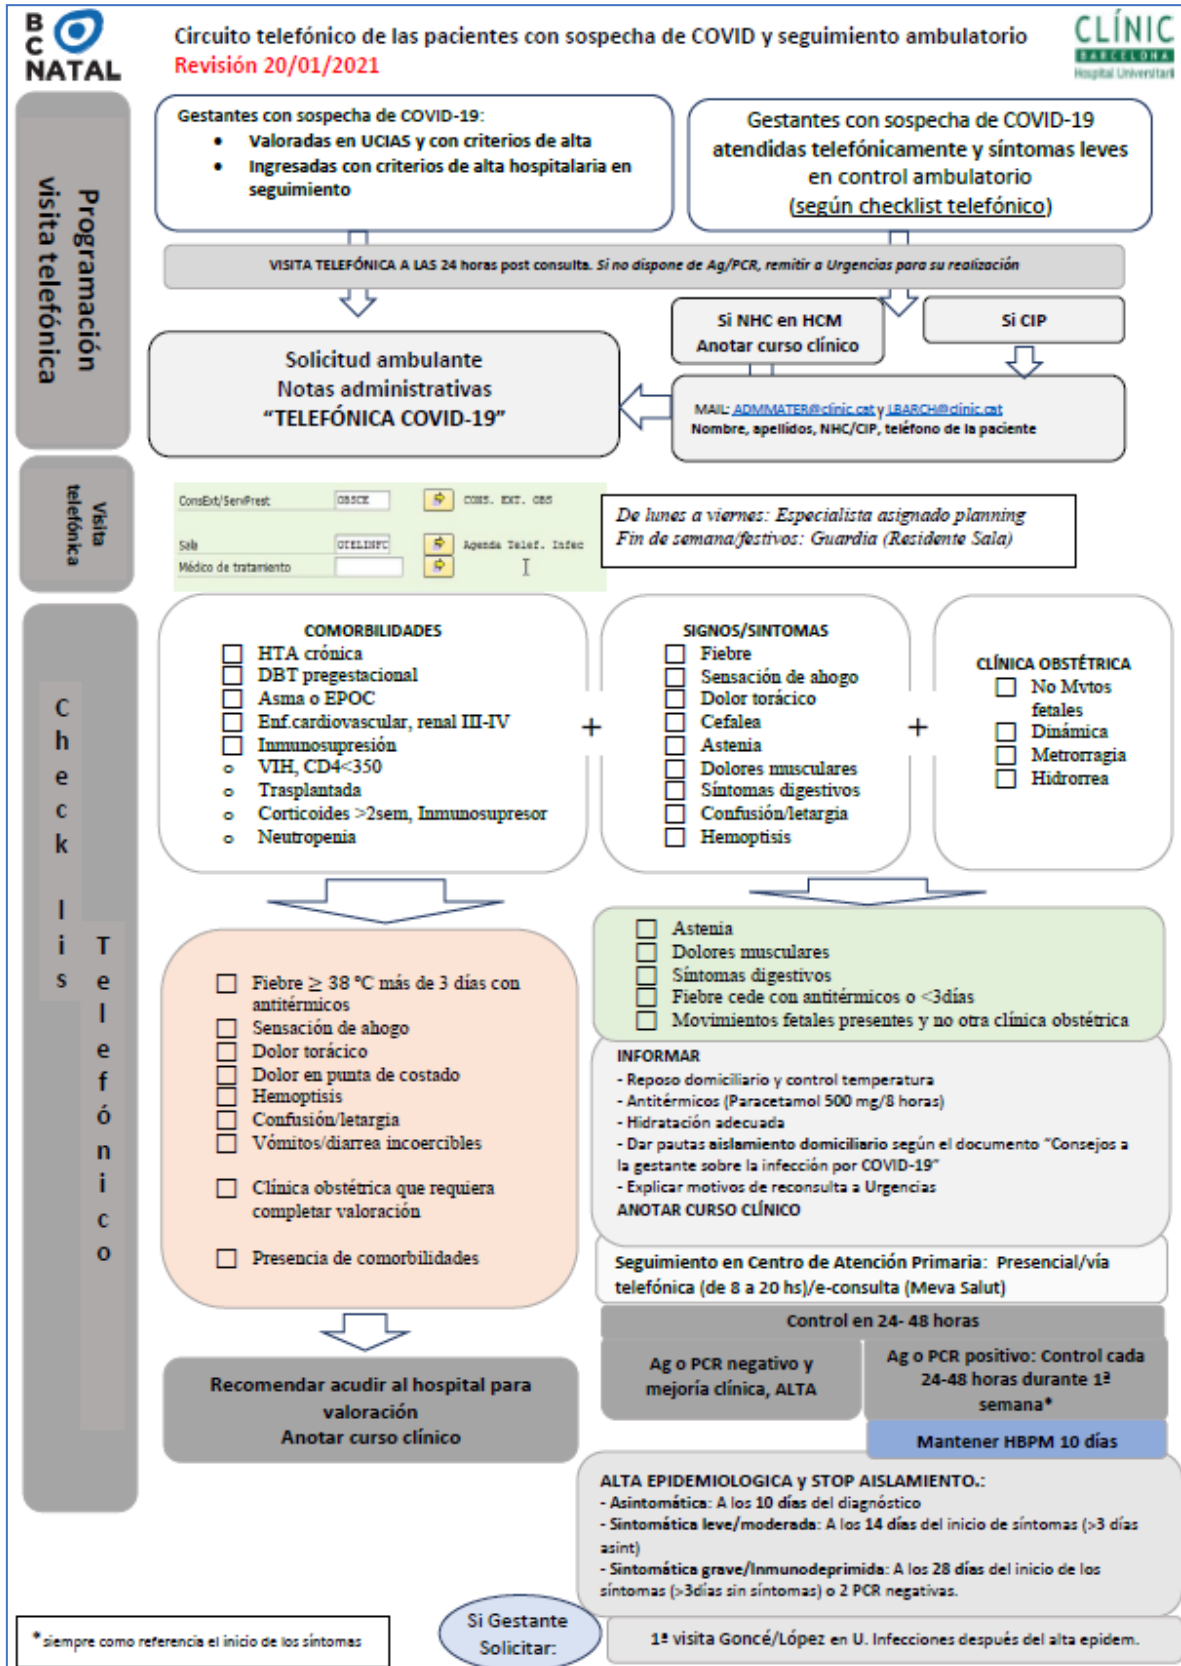 B
C
NATAL
Circuito telefónico de las pacientes con sospecha de COVID y seguimiento ambulatorio
Revisión 20/01/2021
CLÍNIC
BARCELONA
Hospital Universitari
Programación
visita telefónica
Gestantes con sospecha de COVID-19:
• Valoradas en UCIAS y con criterios de alta
• Ingresadas con criterios de alta hospitalaria en
seguimiento
Gestantes con sospecha de COVID-19
atendidas telefónicamente y síntomas leves
en control ambulatorio
(según checklist telefónico)
VISITA TELEFÓNICA A LAS 24 horas post consulta. Si no dispone de Ag/PCR, remitir a Urgencias para su realización
Si NHC en HCM
Anotar curso clínico
Si CIP
Solicitud ambulante
Notas administrativas
“TELEFÓNICA COVID-19”
MAIL: ADMMATER@clinic.cat y LBARCH@clinic.cat
Nombre, apellidos, NHC/CIP, teléfono de la paciente
Visita
telefónica
ConsExt/ServPrest OBSCE CONS. EXT. OBS
Sala OTELINFC Agenda Telef. Infec
Médico de tratamiento
De lunes a viernes: Especialista asignado planning
Fin de semana/festivos: Guardia (Residente Sala)
Check lis
Telefónico
COMORBILIDADES
HTA crónica
DBT pregestacional
Asma o EPOC
Enf.cardiovascular, renal III-IV
Inmunosupresión
o VIH, CD4<350
o Trasplantada
o Corticoides >2sem, Inmunosupresor
o Neutropenia
+
SIGNOS/SINTOMAS
Fiebre
Sensación de ahogo
Dolor torácico
Cefalea
Astenia
Dolores musculares
Síntomas digestivos
Confusión/letargia
Hemoptisis
+
CLÍNICA OBSTÉTRICA
No Mvtos
fetales
Dinámica
Metrorragia
Hidrorrea
Fiebre ≥ 38 ºC más de 3 días con
antitérmicos
Sensación de ahogo
Dolor torácico
Dolor en punta de costado
Hemoptisis
Confusión/letargia
Vómitos/diarrea incoercibles
Clínica obstétrica que requiera
completar valoración
Presencia de comorbilidades
Recomendar acudir al hospital para
valoración
Anotar curso clínico
Astenia
Dolores musculares
Síntomas digestivos
Fiebre cede con antitérmicos o <3días
Movimientos fetales presentes y no otra clínica obstétrica
INFORMAR
- Reposo domiciliario y control temperatura
- Antitérmicos (Paracetamol 500 mg/8 horas)
- Hidratación adecuada
- Dar pautas aislamiento domiciliario según el documento “Consejos a
la gestante sobre la infección por COVID-19”
- Explicar motivos de reconsulta a Urgencias
ANOTAR CURSO CLÍNICO
Seguimiento en Centro de Atención Primaria: Presencial/vía
telefónica (de 8 a 20 hs)/e-consulta (Meva Salut)
Control en 24- 48 horas
Ag o PCR negativo y
mejoría clínica, ALTA
Ag o PCR positivo: Control cada
24-48 horas durante 1ª
semana*
Mantener HBPM 10 días
ALTA EPIDEMIOLOGICA y STOP AISLAMIENTO.:
- Asintomática: A los 10 días del diagnóstico
- Sintomática leve/moderada: A los 14 días del inicio de síntomas (>3 días
asint)
- Sintomática grave/Inmunodeprimida: A los 28 días del inicio de los
síntomas (>3días sin síntomas) o 2 PCR negativas.
Si Gestante
Solicitar:
1ª visita Goncé/López en U. Infecciones después del alta epidem.
*siempre como referencia el inicio de los síntomas